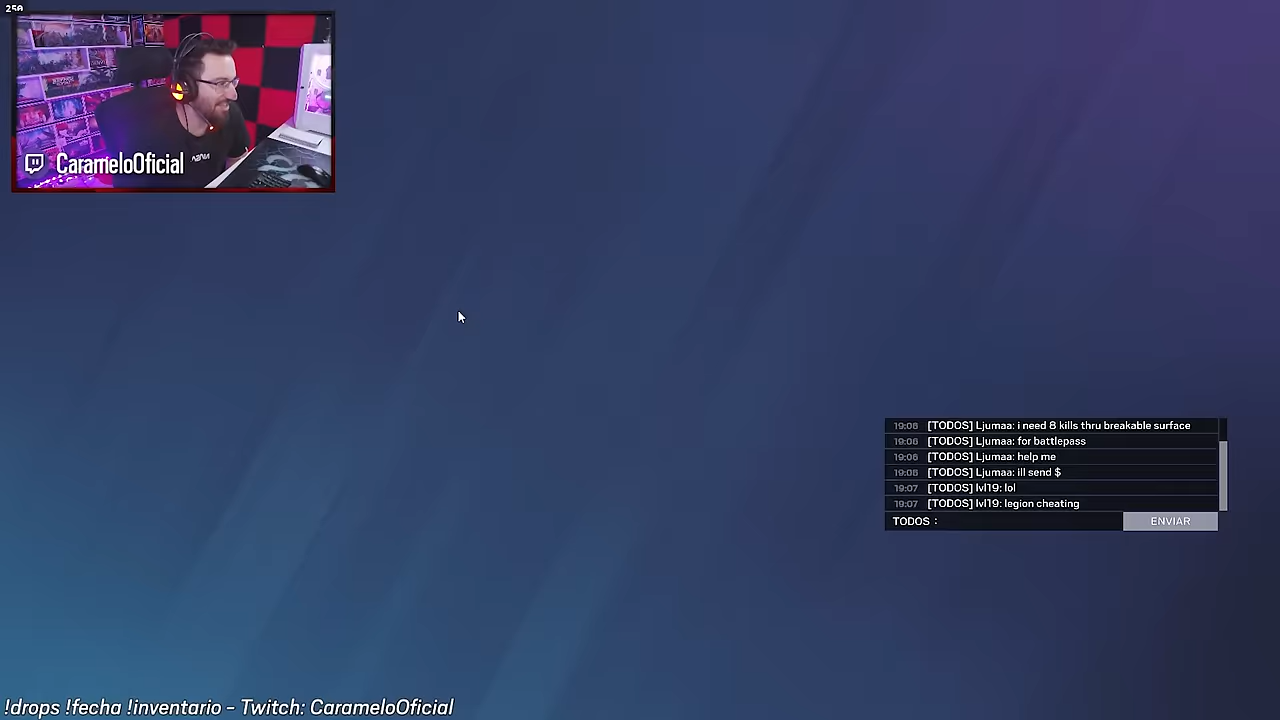 250
CarameloOficial
19:06 [TODOS] Ljumaa: i need 8 kills thru breakable surface
19:06 [TODOS] Ljumaa: for battlepass
19:06 [TODOS] Ljumaa: help me
19:06 [TODOS] Ljumaa: ill send $
19:07 [TODOS] lvl19: lol
19:07 [TODOS] lvl19: legion cheating
TODOS : ENVIAR
!drops !fecha !inventario - Twitch: CarameloOficial